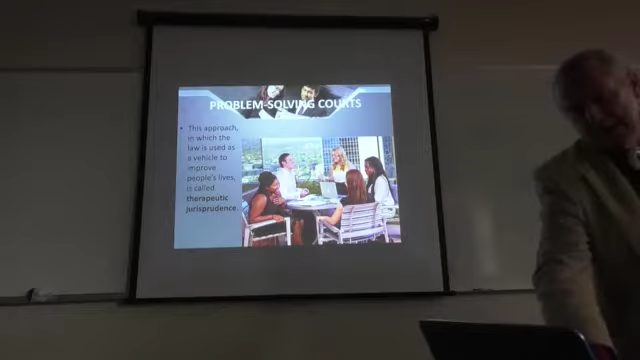 PROBLEM-SOLVING COURTS
• This approach,
in which the
law is used as
a vehicle to
improve
people's lives,
is called
therapeutic
jurisprudence.